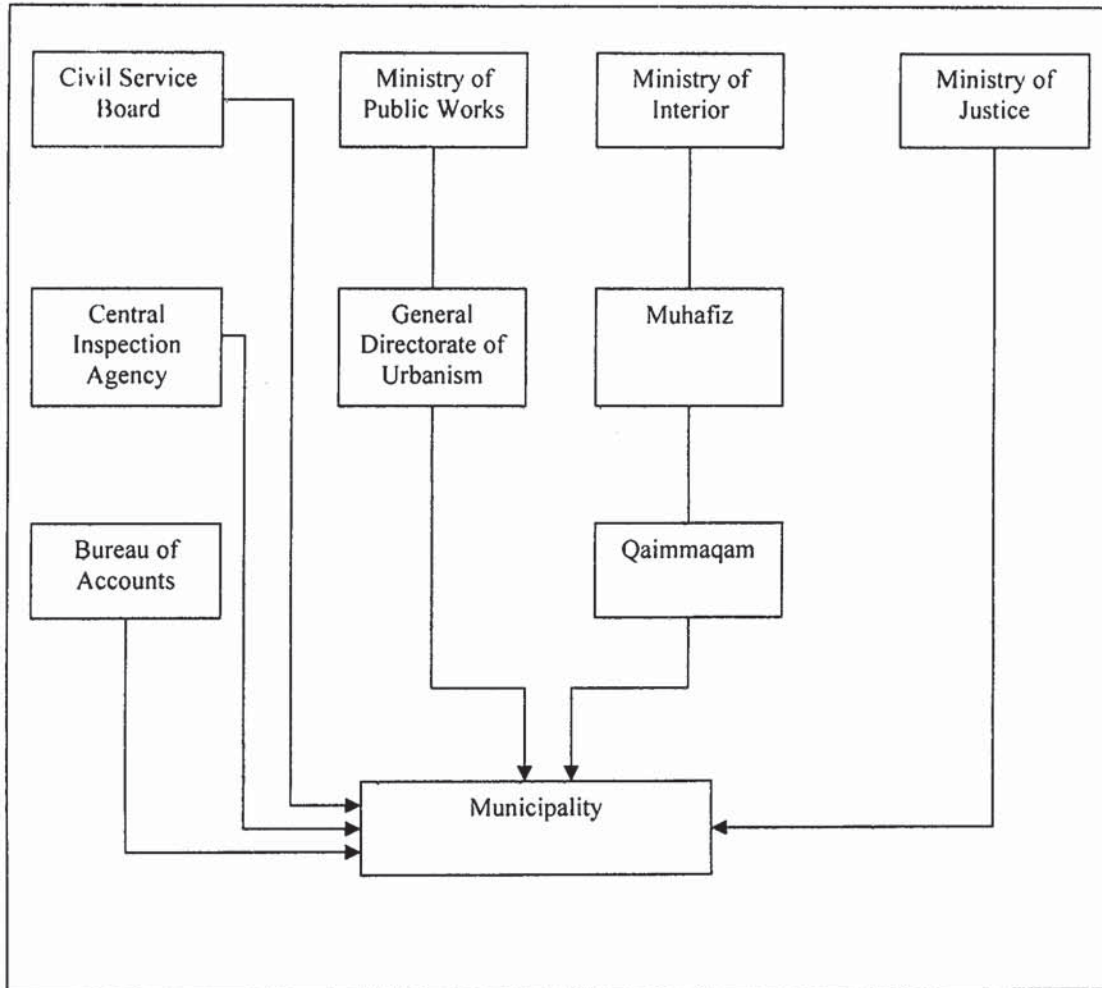 Civil Service
Board
Ministry of
Public Works
Ministry of
Interior
Ministry of
Justice
Central
Inspection
Agency
General
Directorate of
Urbanism
Muhafiz
Bureau of
Accounts
Qaimmaqam
Municipality